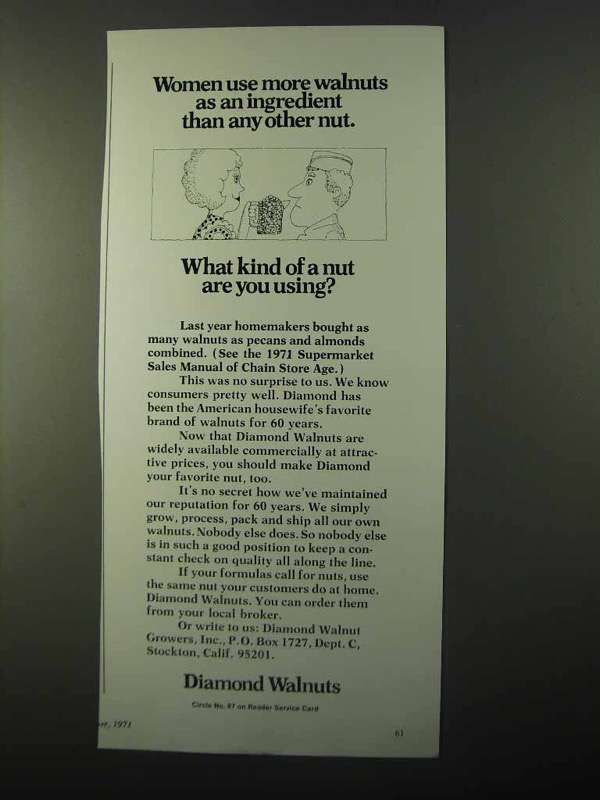 Women use more walnuts
as an ingredient
than any other nut.
What kind of a nut
are you using?
Last year homemakers bought as
many walnuts as pecans and almonds
combined. (See the 1971 Supermarket
Sales Manual of Chain Store Age.)
This was no surprise to us. We know
consumers pretty well. Diamond has
been the American housewife's favorite
brand of walnuts for 60 years.
Now that Diamond Walnuts are
widely available commercially at attrac-
tive prices, you should make Diamond
your favorite nut, too.
It's no secret how we've maintained
our reputation for 60 years. We simply
grow, process, pack and ship all our own
walnuts. Nobody else does. So nobody else
is in such a good position to keep a con-
stant check on quality all along the line.
If your formulas call for nuts, use
the same nut your customers do at home.
Diamond Walnuts. You can order them
from your local broker.
Or write to us: Diamond Walnut
Growers, Inc., P.O. Box 1727, Dept. C,
Stockton, Calif. 95201.
Diamond Walnuts
Circle No. 87 on Reader Service Card
1971
61